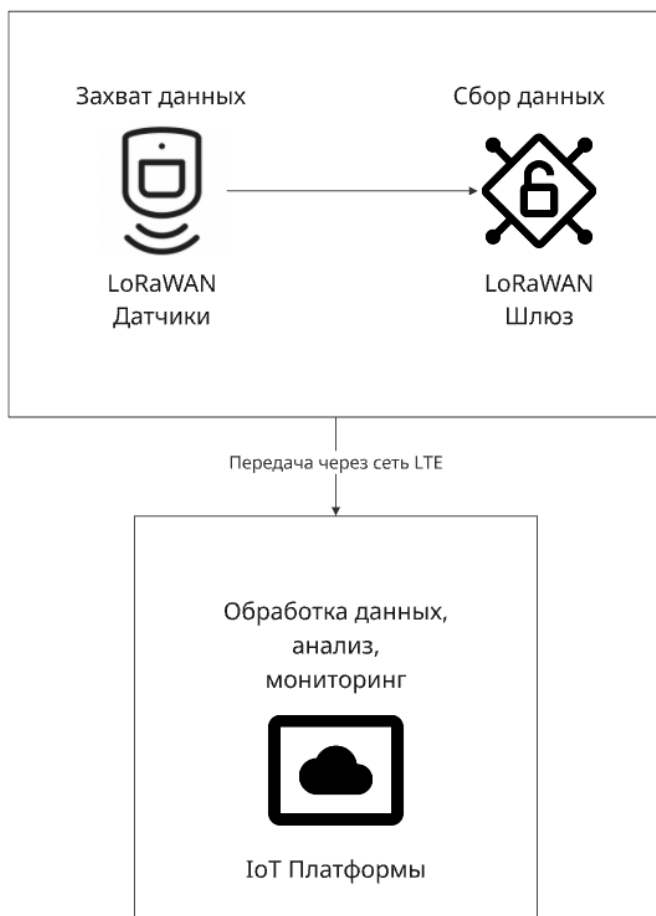 Захват данных
Сбор данных
LoRaWAN
Датчики
LoRaWAN
Шлюз
Передача через сеть LTE
Обработка данных,
анализ,
мониторинг
IoT Платформы